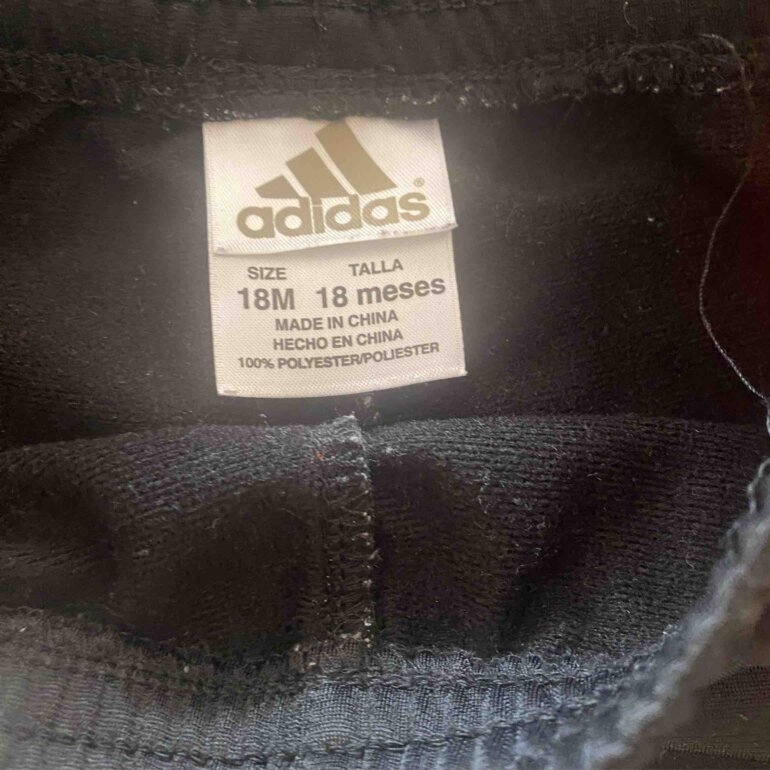 adidas®
SIZE TALLA
18M 18 meses
MADE IN CHINA
HECHO EN CHINA
100% POLYESTER/POLIESTER